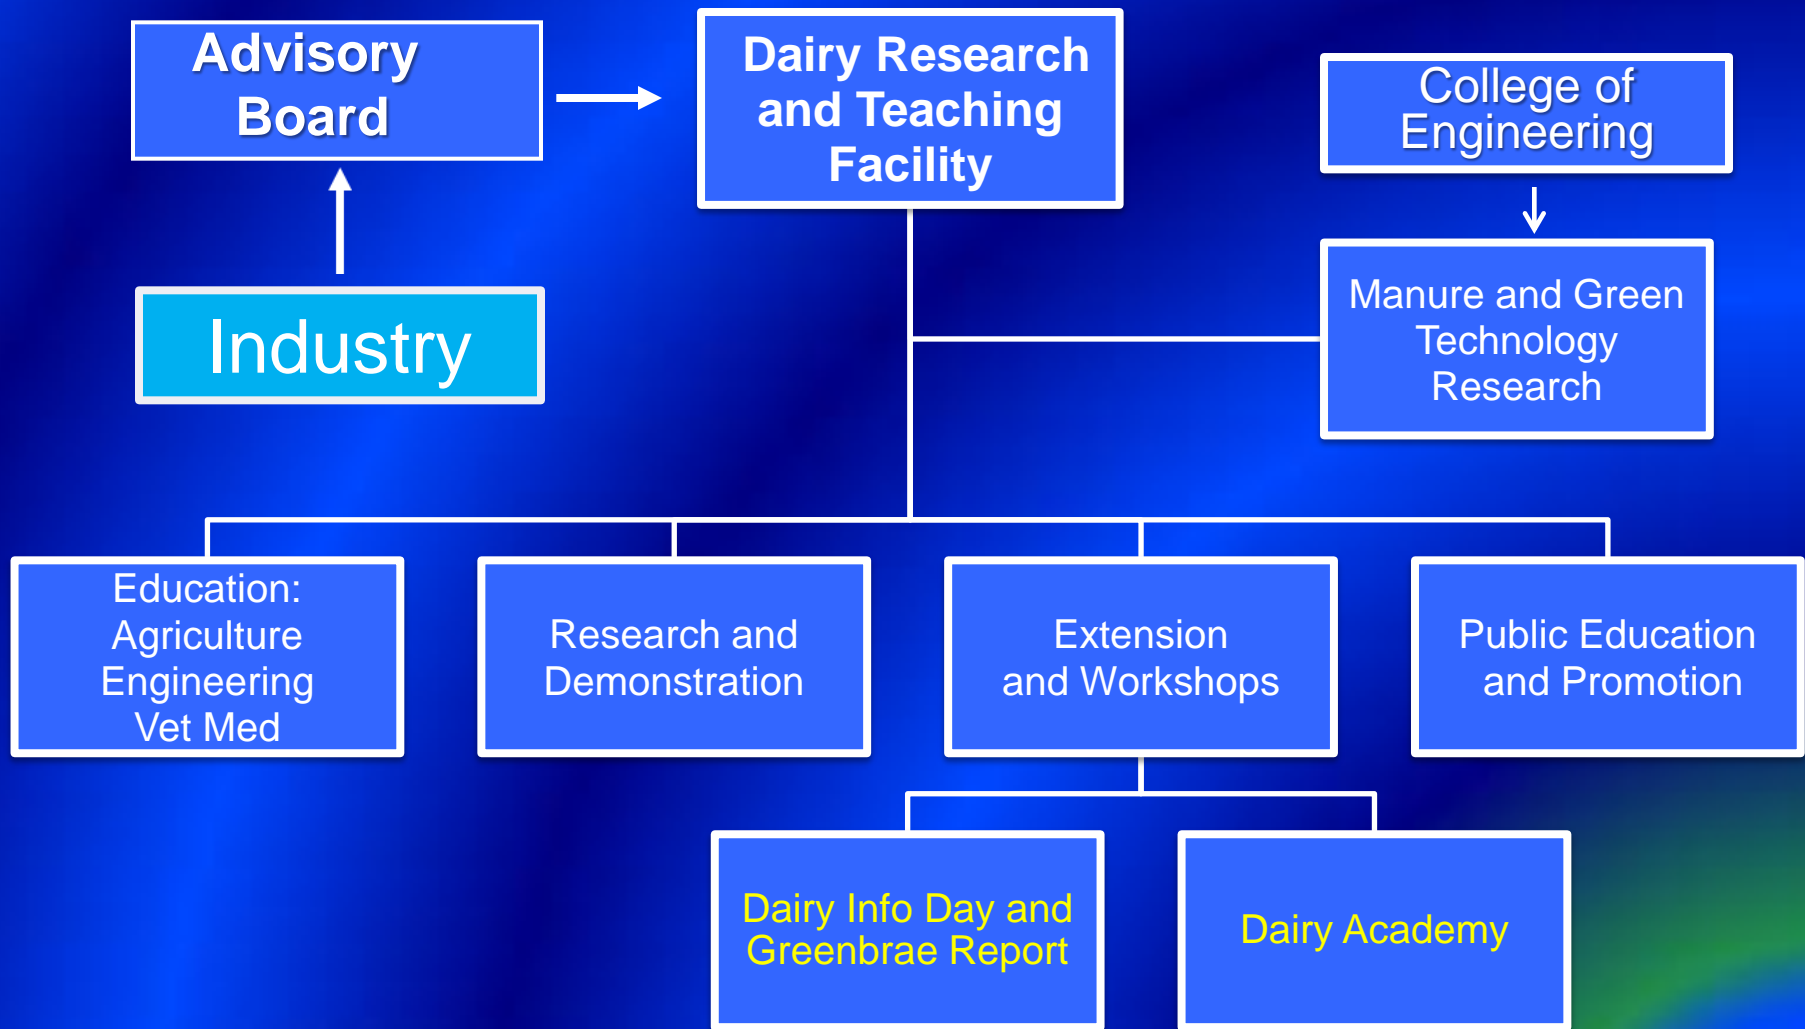 Advisory
Board
Dairy Research
and Teaching
Facility
College of
Engineering
Industry
Manure and Green
Technology
Research
Education:
Agriculture
Engineering
Vet Med
Research and
Demonstration
Extension
and Workshops
Public Education
and Promotion
Dairy Info Day and
Greenbrae Report
Dairy Academy